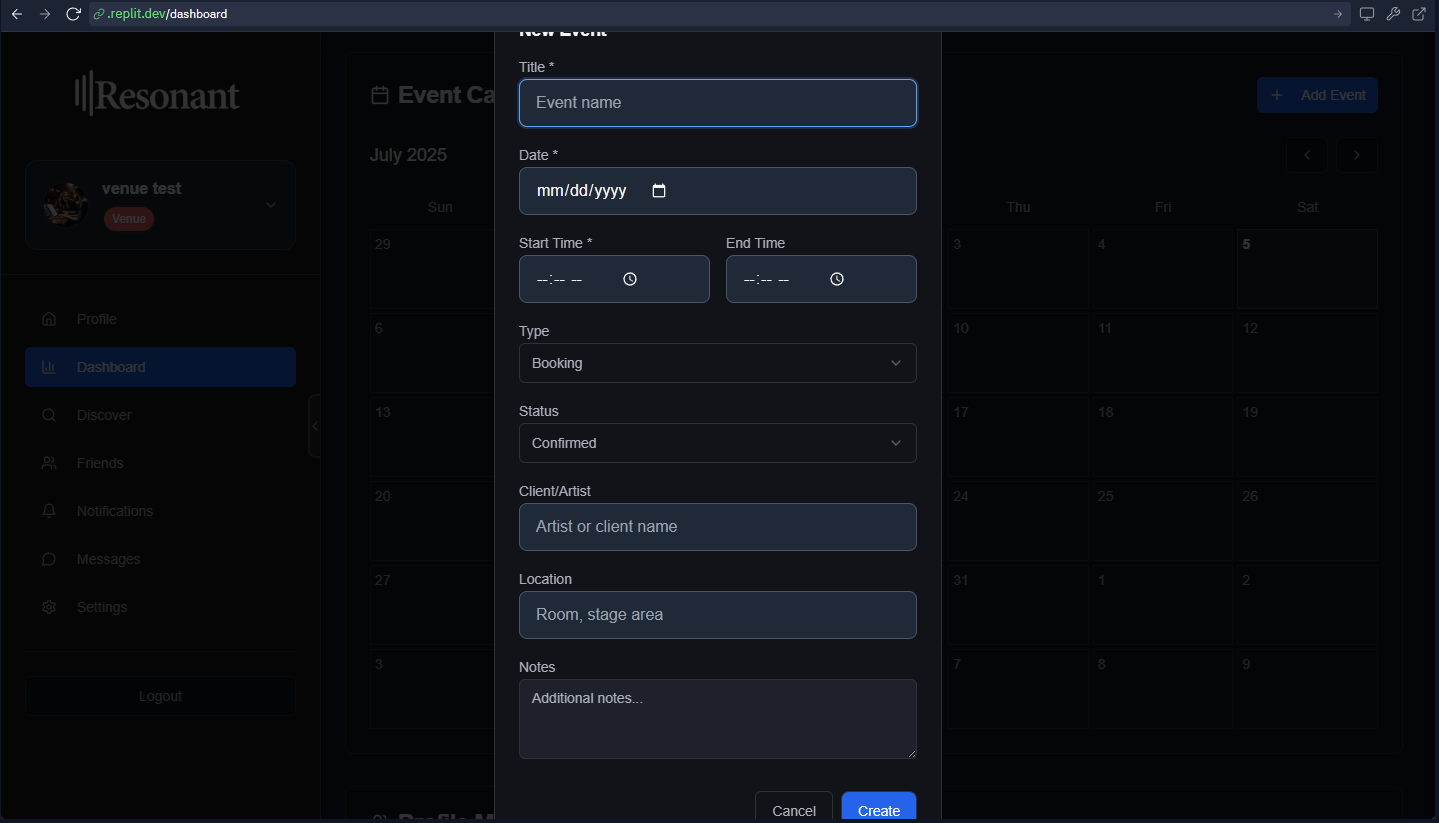 .replit.dev/dashboard
Resonant
venue test
Venue
Profile
Dashboard
Discover
Friends
Notifications
Messages
Settings
Logout
Event Ca
Add Event
July 2025
Sun
Thu
Fri
Sat
29
3
4
5
6
10
11
12
13
17
18
19
20
24
25
26
27
31
1
2
3
7
8
9
New Event
Title *
Event name
Date *
mm/dd/yyyy
Start Time *
End Time
--:-- --
--:-- --
Type
Booking
Status
Confirmed
Client/Artist
Artist or client name
Location
Room, stage area
Notes
Additional notes...
Cancel
Create
Profile M